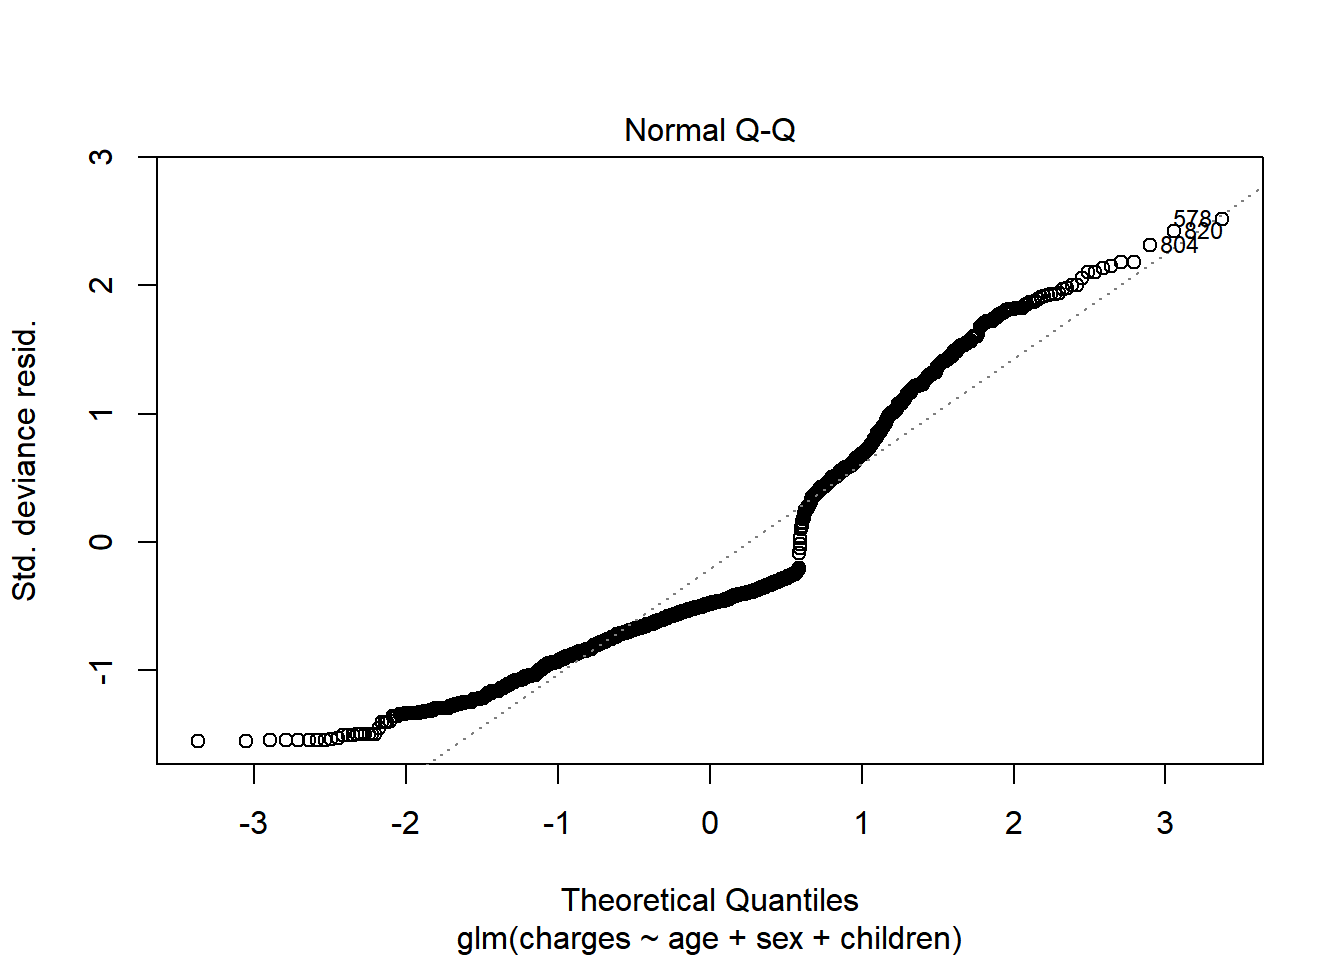 Normal Q-Q
Std. deviance resid.
3
2
1
0
-1
578
820
804
-3 -2 -1 0 1 2 3
Theoretical Quantiles
glm(charges ~ age + sex + children)